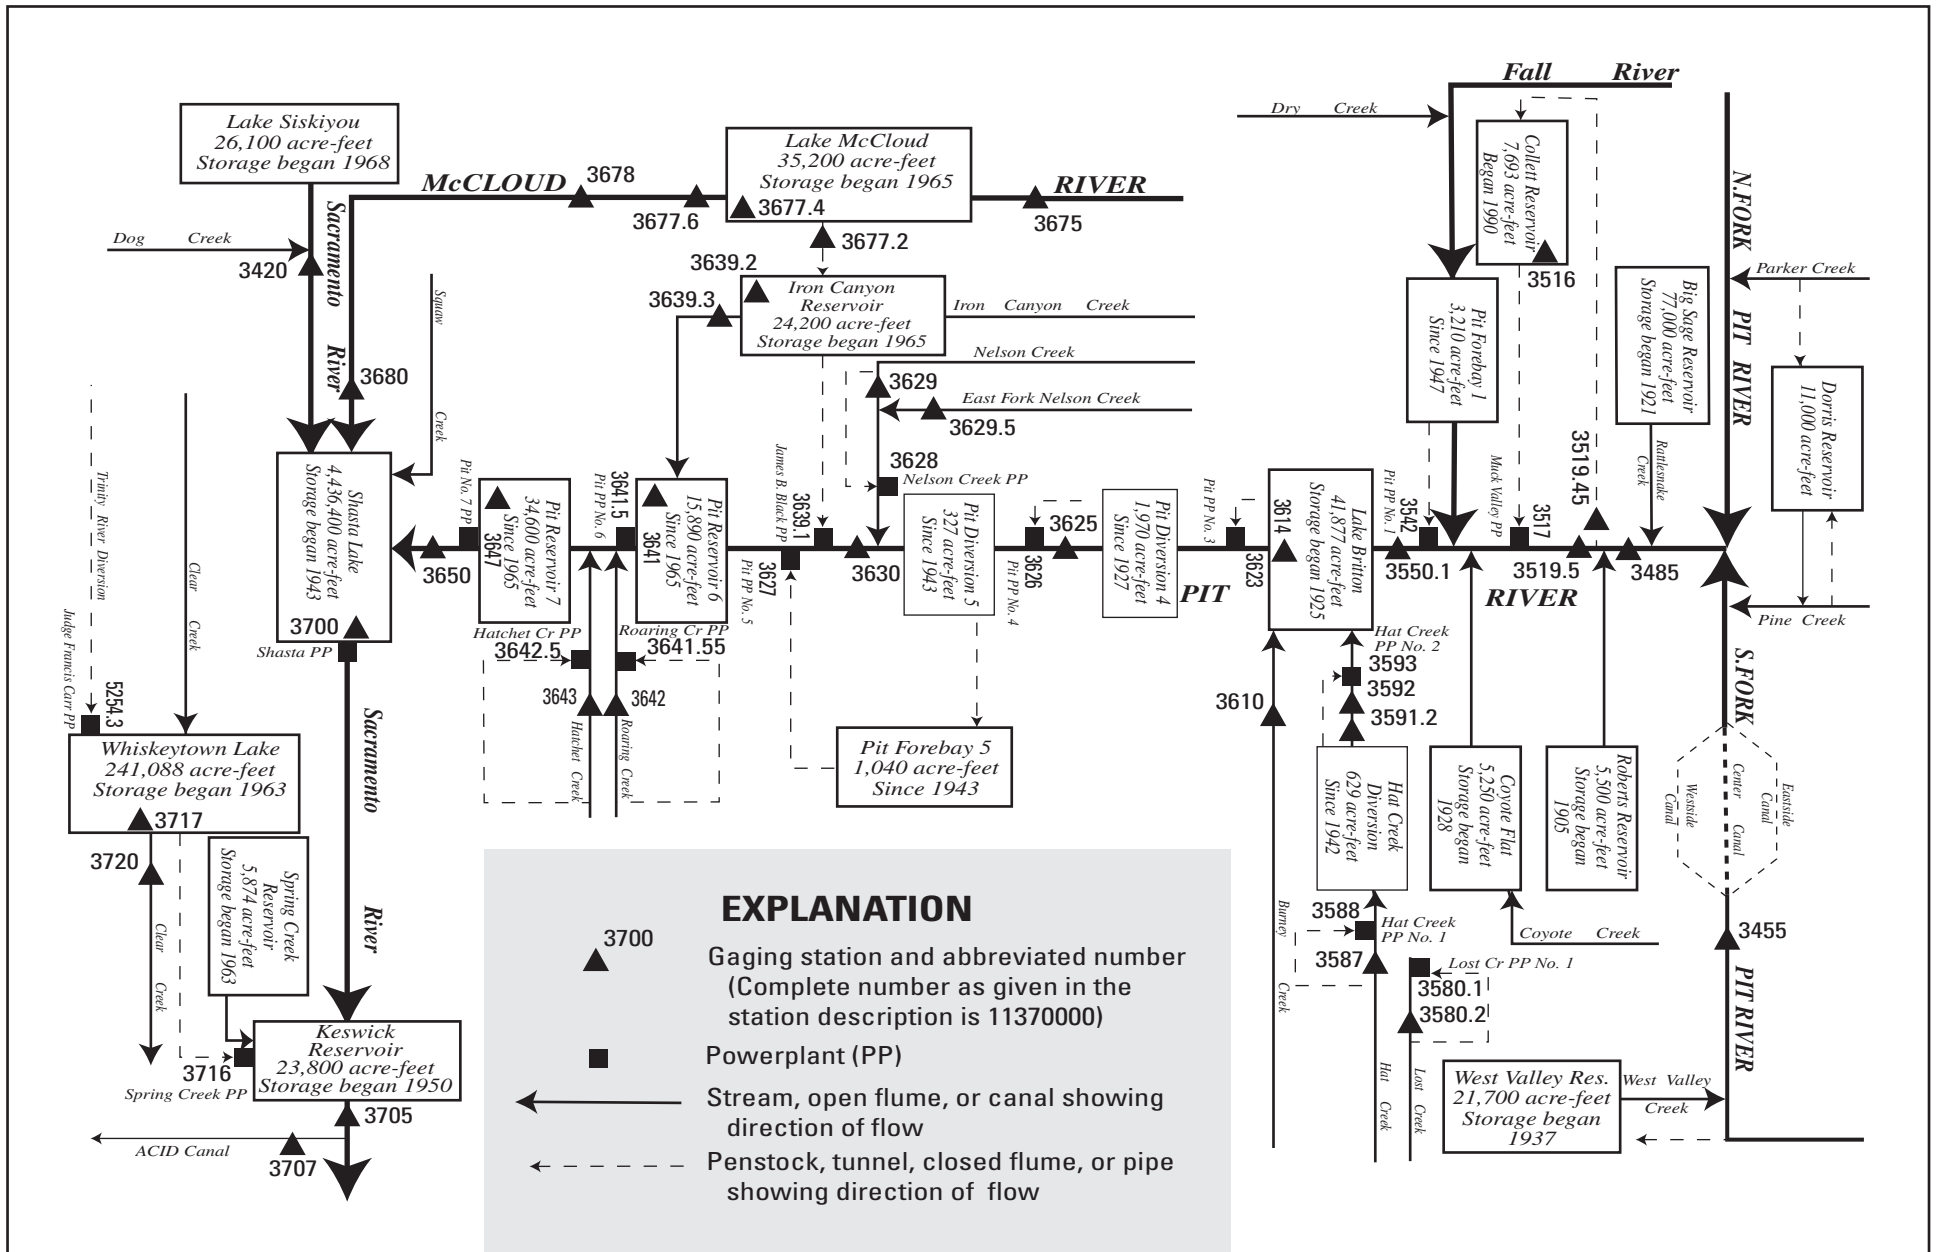 Fall River
Dry Creek
Collett Reservoir
7,693 acre-feet
Began 1990
3516
Lake Siskiyou
26,100 acre-feet
Storage began 1968
Lake McCloud
35,200 acre-feet
Storage began 1965
3677.4
McCLOUD
RIVER
3678
3677.6
3675
3677.2
Dog Creek
3420
Sacramento River
3680
Squaw Creek
3639.2
3639.3
Iron Canyon
Reservoir
24,200 acre-feet
Storage began 1965
Iron Canyon Creek
Nelson Creek
3629
East Fork Nelson Creek
3629.5
3628
Nelson Creek PP
Pit Forebay 1
3,210 acre-feet
Since 1947
Big Sage Reservoir
77,000 acre-feet
Storage began 1921
Rattlesnake
Creek
N.FORK PIT RIVER
Parker Creek
Dorris Reservoir
11,000 acre-feet
Pine Creek
Trinity River Diversion
Judge Francis Carr PP
5254.3
Clear Creek
Shasta Lake
4,436,400 acre-feet
Storage began 1943
3700
Shasta PP
3650
Pit No. 7 PP
3647
Pit Reservoir 7
34,600 acre-feet
Since 1965
3641.5
Pit PP No. 6
3641
Pit Reservoir 6
15,890 acre-feet
Since 1965
James B. Black PP
3639.1
3627
Pit PP No. 5
3630
Pit Diversion 5
327 acre-feet
Since 1943
3626
Pit PP No. 4
3625
Pit Diversion 4
1,970 acre-feet
Since 1927
PIT
RIVER
Pit PP No. 3
3623
3614
Lake Britton
41,877 acre-feet
Storage began 1925
Pit PP No. 1
3542
3550.1
Muck Valley PP
3517
3519.5
3519.45
3485
Hatchet Cr PP
3642.5
Roaring Cr PP
3641.55
3643
3642
Hatchet Creek
Roaring Creek
Pit Forebay 5
1,040 acre-feet
Since 1943
Hat Creek
PP No. 2
3593
3592
3591.2
3610
Burney Creek
Hat Creek
Diversion
629 acre-feet
Since 1942
Coyote Flat
5,250 acre-feet
Storage began
1928
Roberts Reservoir
5,500 acre-feet
Storage began
1905
Coyote Creek
S.FORK
PIT RIVER
Westside
Canal
Center Canal
Eastside
Canal
3455
3588
Hat Creek
PP No. 1
3587
Hat Creek
Lost Cr PP No. 1
3580.1
3580.2
Lost Creek
West Valley Res.
21,700 acre-feet
Storage began
1937
West Valley
Creek
Whiskeytown Lake
241,088 acre-feet
Storage began 1963
3717
3720
Clear Creek
Spring Creek
Reservoir
5,874 acre-feet
Storage began 1963
Sacramento River
3716
Spring Creek PP
Keswick
Reservoir
23,800 acre-feet
Storage began 1950
3705
ACID Canal
3707
EXPLANATION
3700
Gaging station and abbreviated number
(Complete number as given in the
station description is 11370000)
Powerplant (PP)
Stream, open flume, or canal showing
direction of flow
Penstock, tunnel, closed flume, or pipe
showing direction of flow